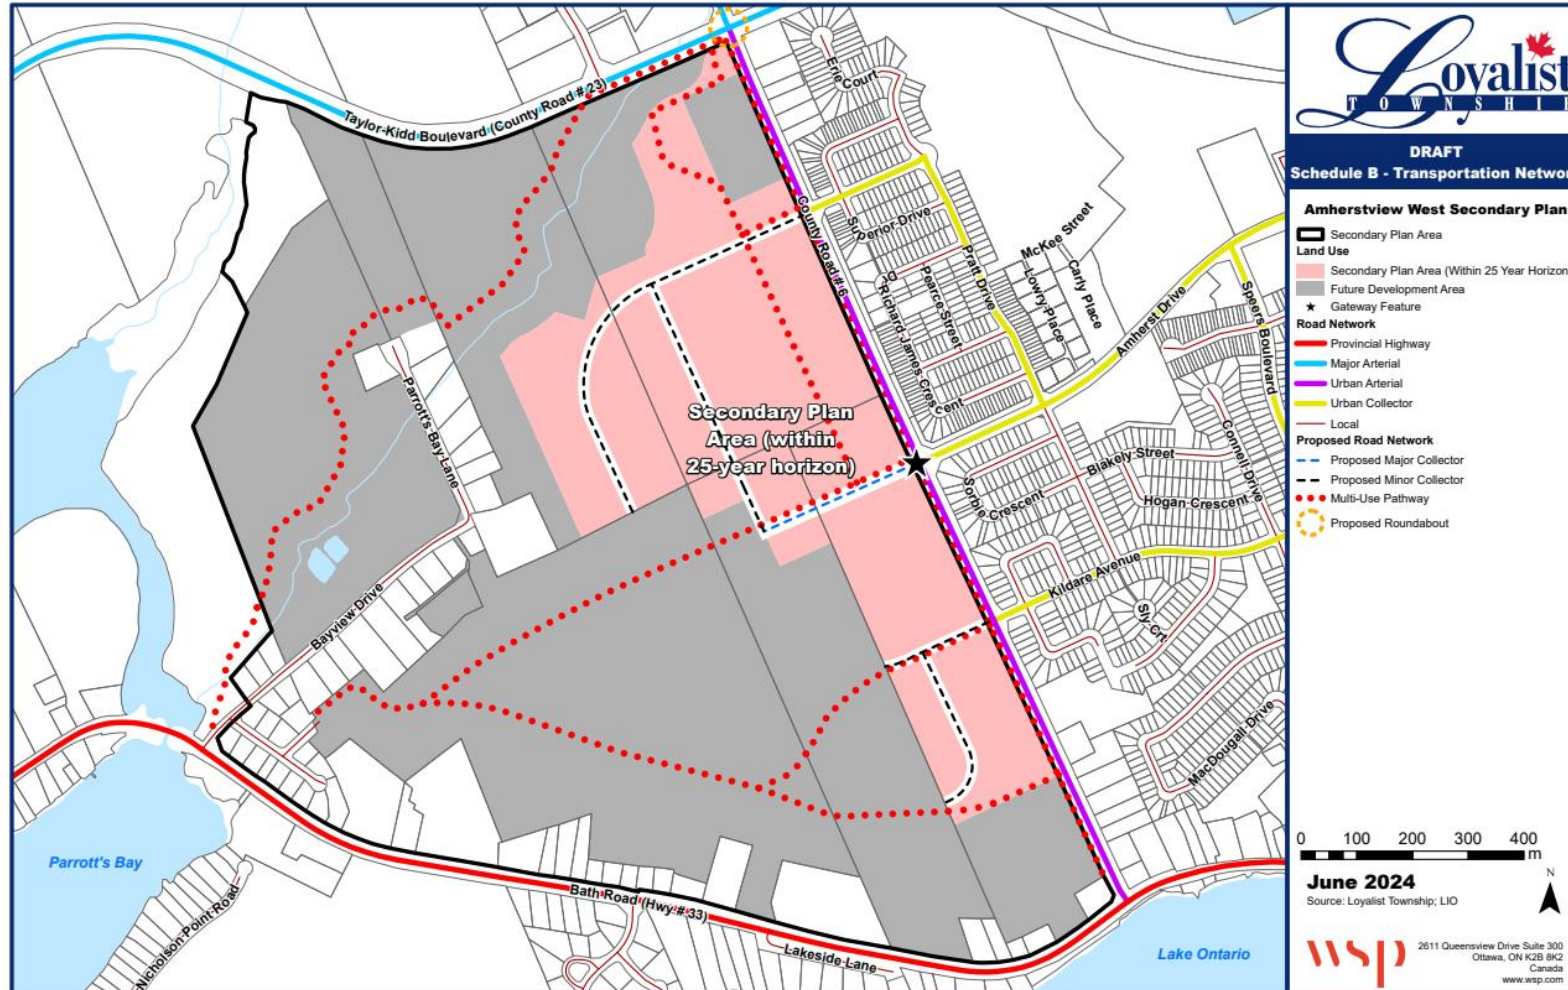 Loyalist
TOWNSHI
DRAFT
Schedule B - Transportation Networ
Amherstview West Secondary Plan
Secondary Plan Area
Land Use
Secondary Plan Area (Within 25 Year Horizon
Future Development Area
Gateway Feature
Road Network
Provincial Highway
Major Arterial
Urban Arterial
Urban Collector
Local
Proposed Road Network
Proposed Major Collector
Proposed Minor Collector
Multi-Use Pathway
Proposed Roundabout
0 100 200 300 400
m
June 2024
Source: Loyalist Township; LIO
N
wsp
2611 Queensview Drive Suite 300
Ottawa, ON K2B 8K2
Canada
www.wsp.com
Taylor-Kidd Boulevard (County Road # 23)
Erie Court
County Road # 6
Superior Drive
Richard James Crescent
Dr
Pearce Street
Pratt Drive
McKee Street
Lowry Place
Carly Place
Amherst Drive
Speers Boulevard
Parrott's Bay Lane
Secondary Plan
Area (within
25-year horizon)
Sorbie Crescent
Blakely Street
Hogan Crescent
Connell Drive
Kildare Avenue
Sly Crt
MacDougall Drive
Bayview Drive
Parrott's Bay
Nicholson Point Road
Bath Road (Hwy # 33)
Lakeside Lane
Lake Ontario